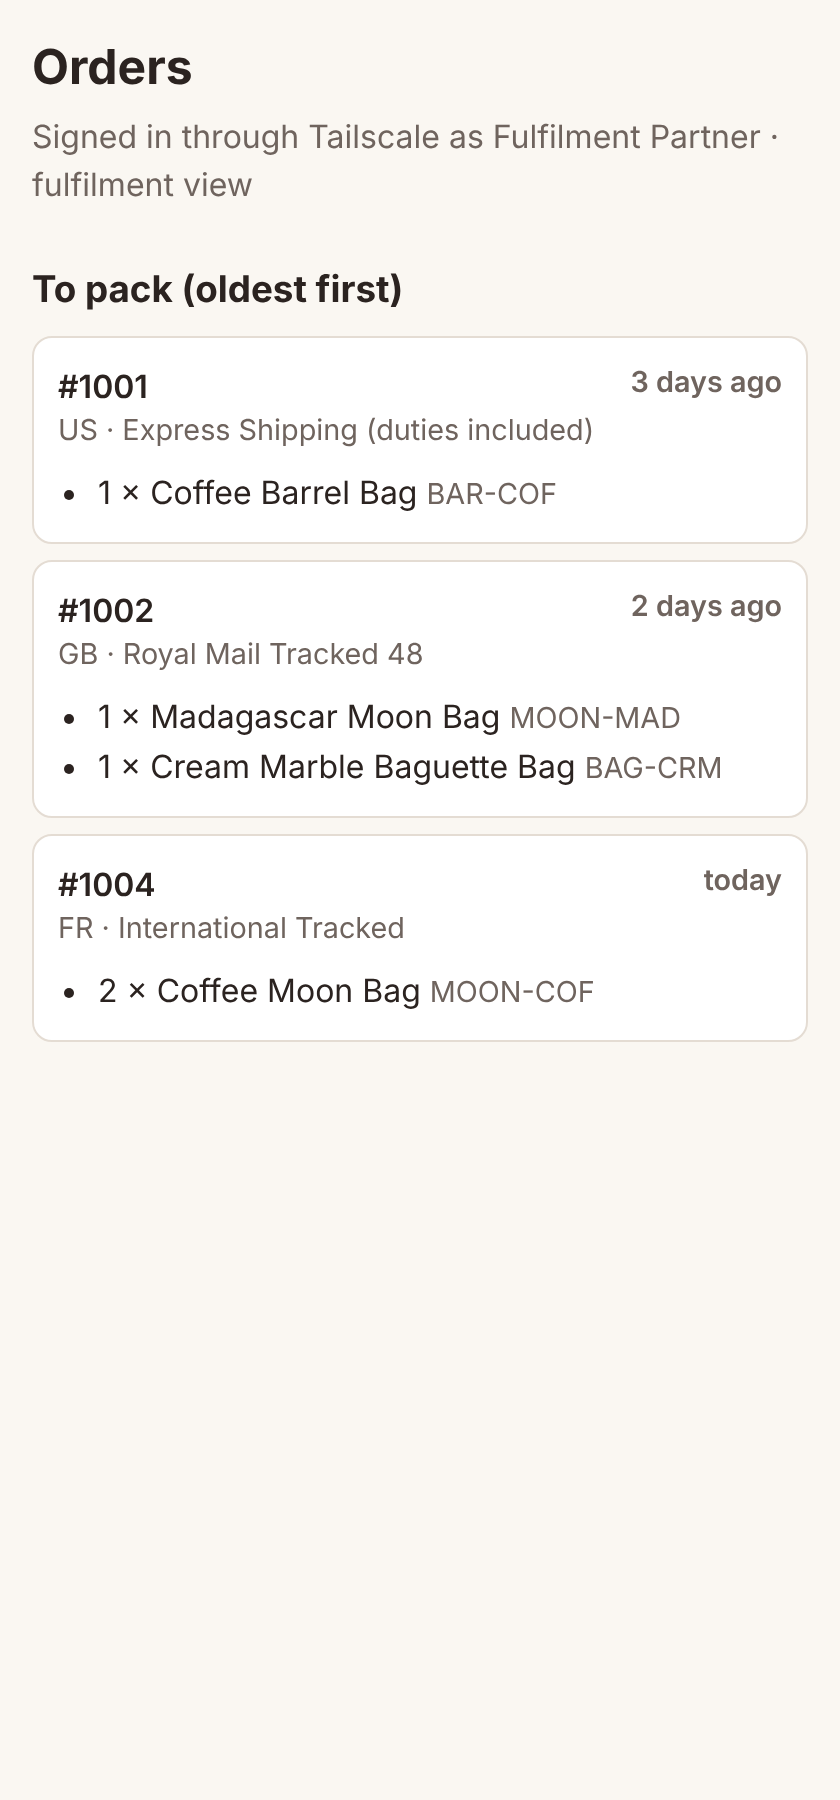 Orders
Signed in through Tailscale as Fulfilment Partner ·
fulfilment view
To pack (oldest first)
#1001
3 days ago
US · Express Shipping (duties included)
• 1 × Coffee Barrel Bag BAR-COF
#1002
2 days ago
GB · Royal Mail Tracked 48
• 1 × Madagascar Moon Bag MOON-MAD
• 1 × Cream Marble Baguette Bag BAG-CRM
#1004
today
FR · International Tracked
• 2 × Coffee Moon Bag MOON-COF